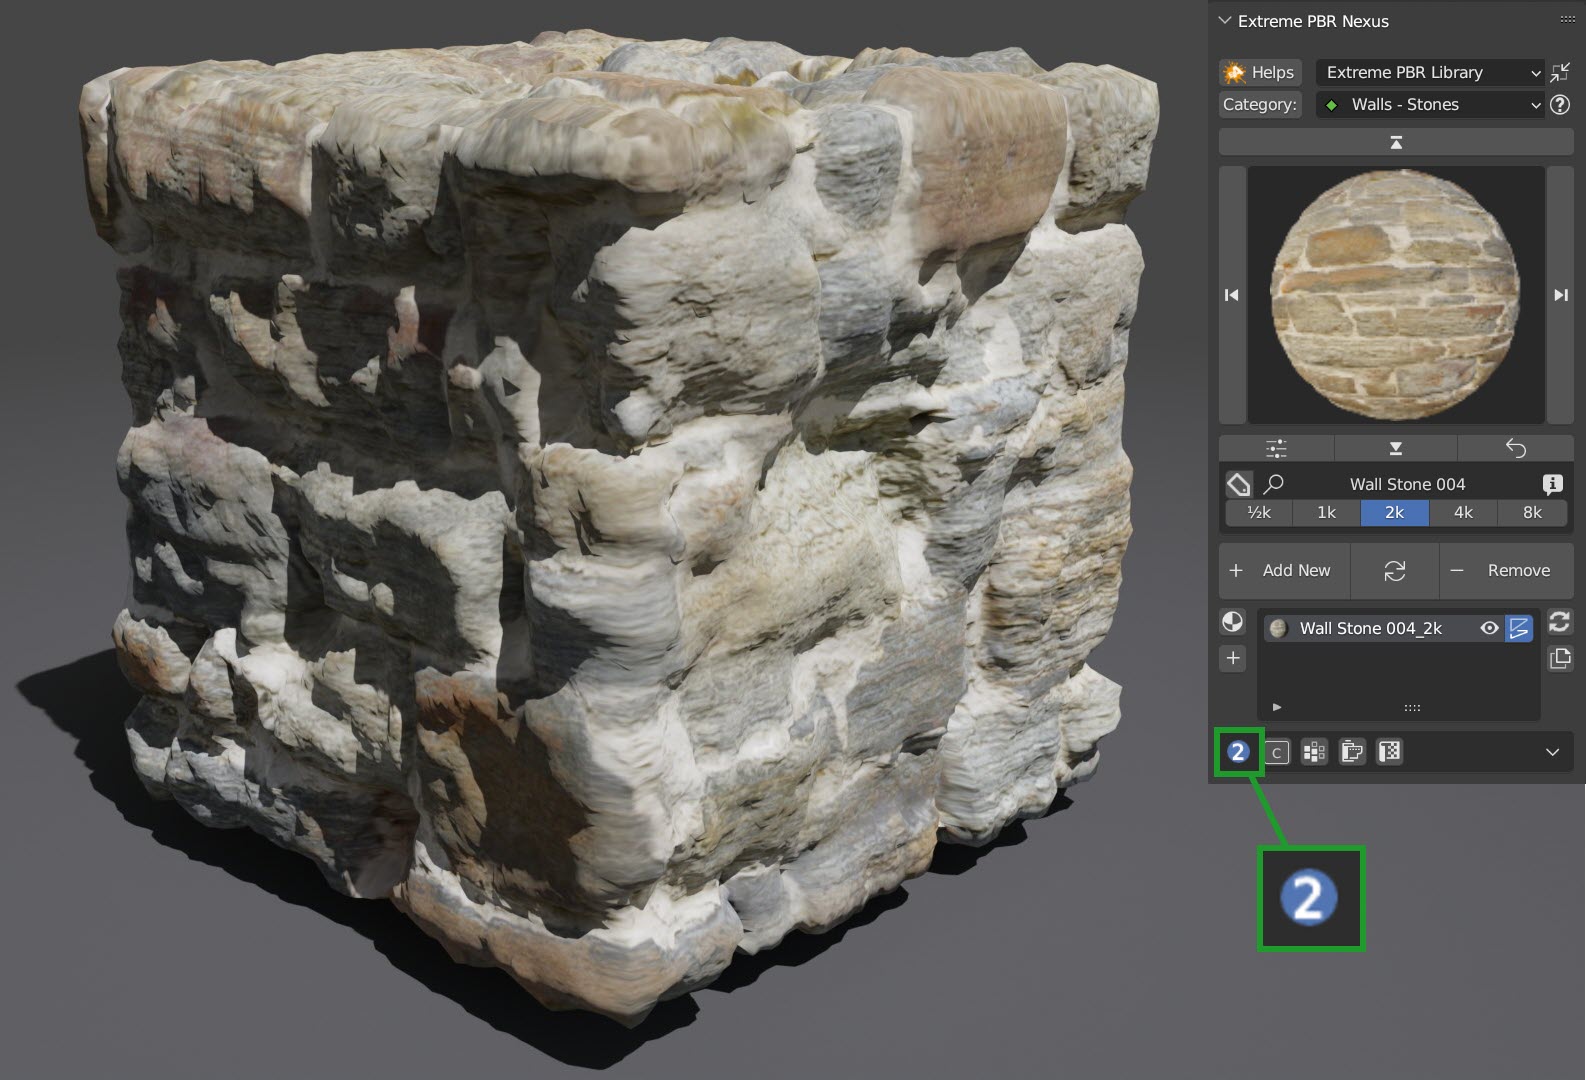 Extreme PBR Nexus
Helps
Extreme PBR Library
Category:
Walls - Stones
Wall Stone 004
½k 1k 2k 4k 8k
+ Add New
− Remove
Wall Stone 004_2k
2 C
2